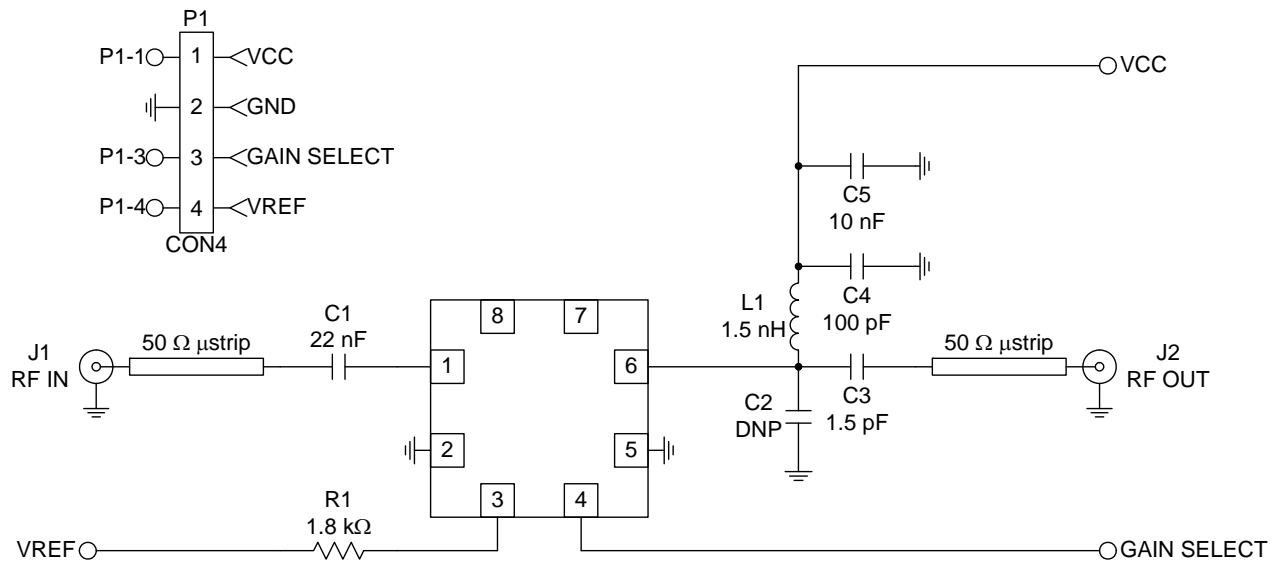 P1
P1-1 1 VCC
2 GND
P1-3 3 GAIN SELECT
P1-4 4 VREF
CON4
VCC
C5
10 nF
C4
100 pF
L1
1.5 nH
J1
RF IN
50 Ω μstrip
C1
22 nF
8
7
1
6
2
5
3
4
C2
DNP
C3
1.5 pF
50 Ω μstrip
J2
RF OUT
R1
1.8 kΩ
VREF
GAIN SELECT